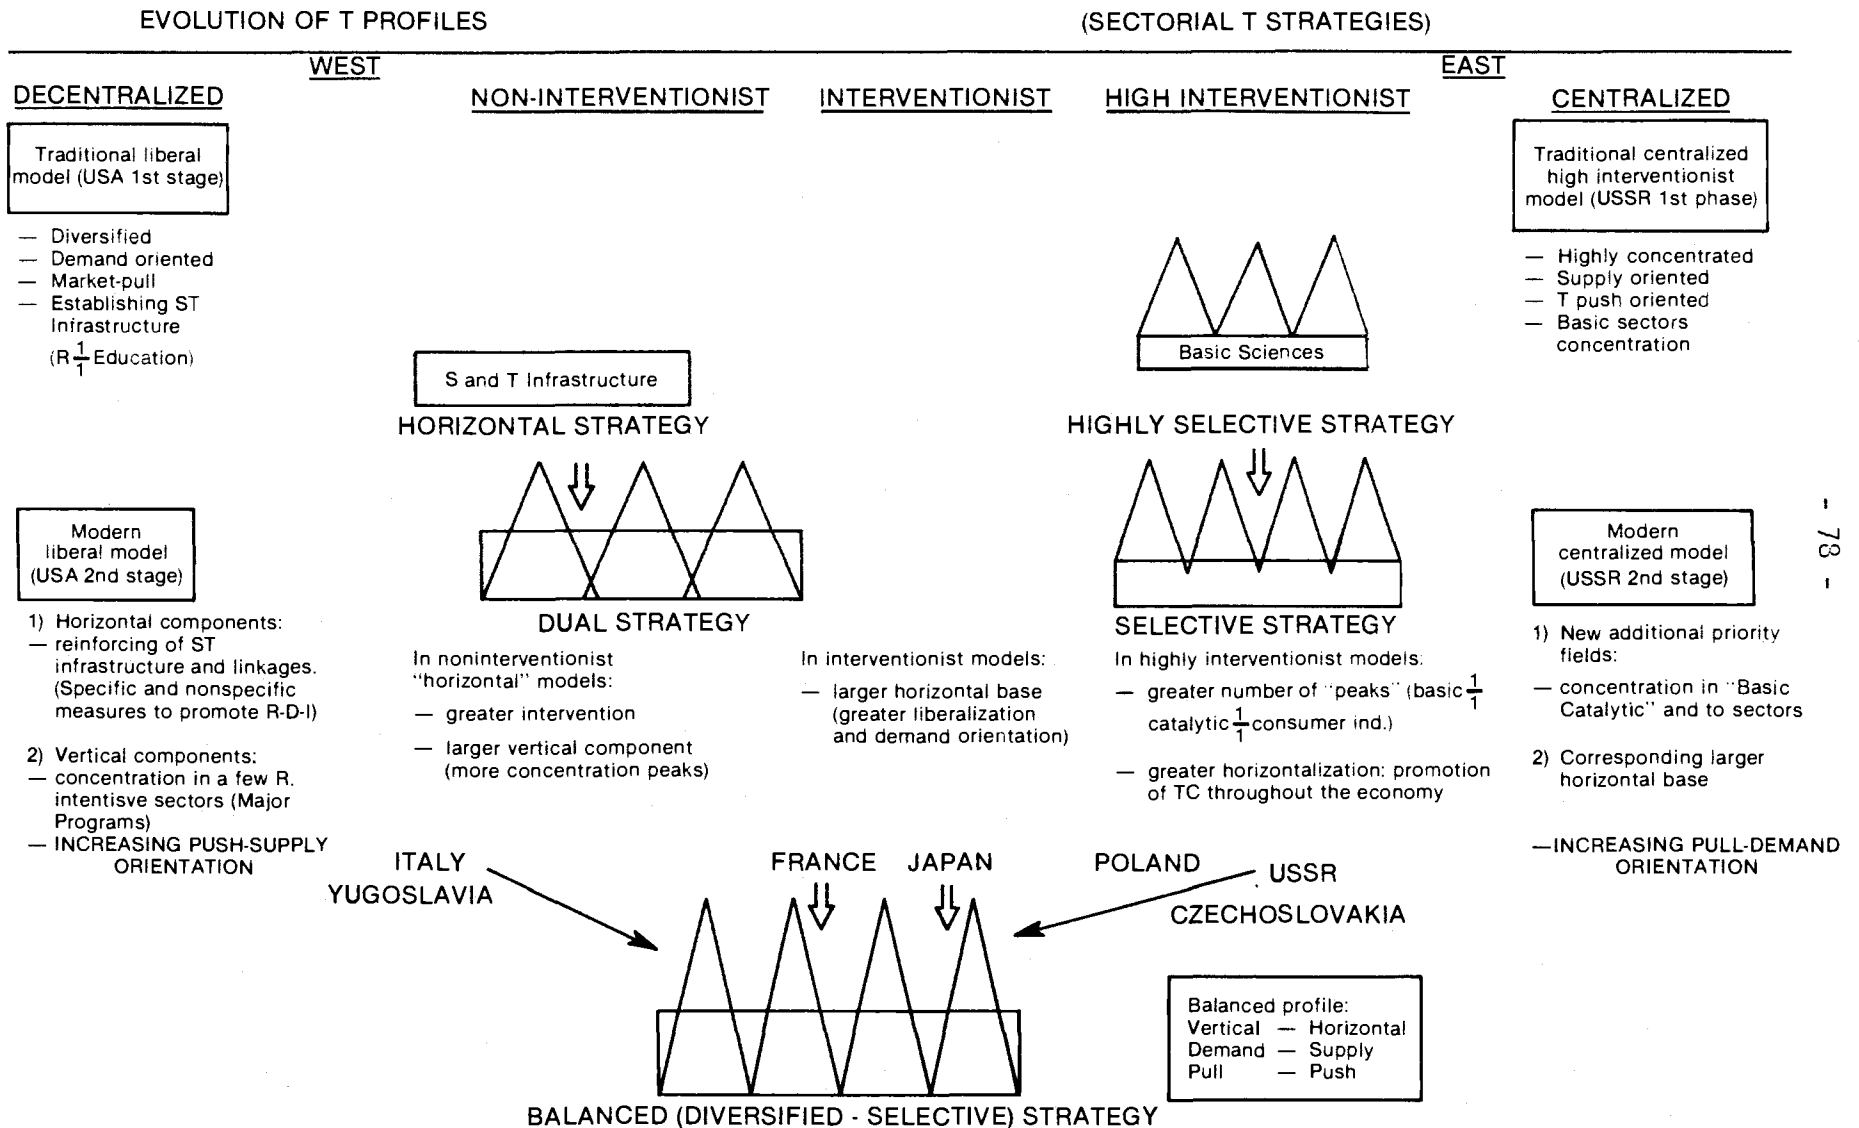 EVOLUTION OF T PROFILES
(SECTORIAL T STRATEGIES)
WEST
EAST
DECENTRALIZED
NON-INTERVENTIONIST
INTERVENTIONIST
HIGH INTERVENTIONIST
CENTRALIZED
Traditional liberal
model (USA 1st stage)
— Diversified
— Demand oriented
— Market-pull
— Establishing ST
Infrastructure
(R 1/1 Education)
S and T Infrastructure
HORIZONTAL STRATEGY
Basic Sciences
HIGHLY SELECTIVE STRATEGY
Traditional centralized
high interventionist
model (USSR 1st phase)
— Highly concentrated
— Supply oriented
— T push oriented
— Basic sectors
concentration
Modern
liberal model
(USA 2nd stage)
1) Horizontal components:
— reinforcing of ST
infrastructure and linkages.
(Specific and nonspecific
measures to promote R-D-I)
2) Vertical components:
— concentration in a few R.
intentisve sectors (Major
Programs)
— INCREASING PUSH-SUPPLY
ORIENTATION
DUAL STRATEGY
In noninterventionist
"horizontal" models:
— greater intervention
— larger vertical component
(more concentration peaks)
In interventionist models:
— larger horizontal base
(greater liberalization
and demand orientation)
SELECTIVE STRATEGY
In highly interventionist models:
— greater number of "peaks" (basic 1/1
catalytic 1/1 consumer ind.)
— greater horizontalization: promotion
of TC throughout the economy
Modern
centralized model
(USSR 2nd stage)
1) New additional priority
fields:
— concentration in "Basic
Catalytic" and to sectors
2) Corresponding larger
horizontal base
—INCREASING PULL-DEMAND
ORIENTATION
- 78 -
ITALY
YUGOSLAVIA
FRANCE
JAPAN
POLAND
USSR
CZECHOSLOVAKIA
Balanced profile:
Vertical — Horizontal
Demand — Supply
Pull — Push
BALANCED (DIVERSIFIED - SELECTIVE) STRATEGY